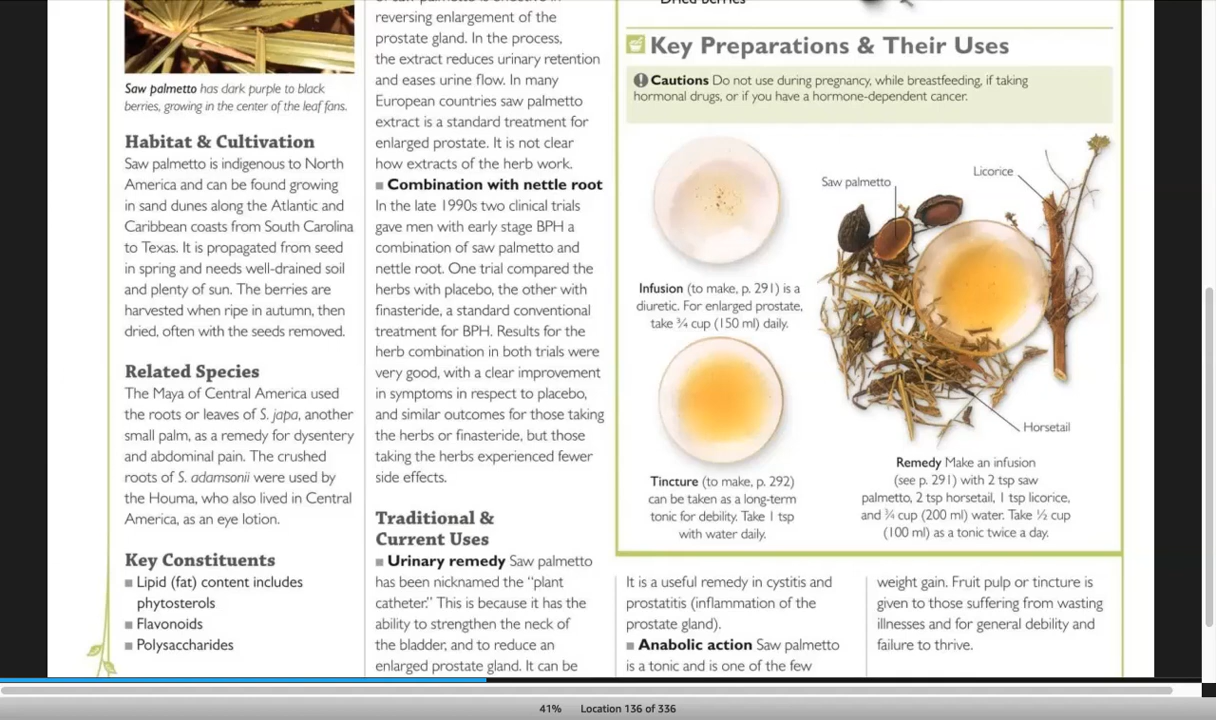 Saw palmetto has dark purple to black
berries, growing in the center of the leaf fans.
Habitat & Cultivation
Saw palmetto is indigenous to North
America and can be found growing
in sand dunes along the Atlantic and
Caribbean coasts from South Carolina
to Texas. It is propagated from seed
in spring and needs well-drained soil
and plenty of sun. The berries are
harvested when ripe in autumn, then
dried, often with the seeds removed.
Related Species
The Maya of Central America used
the roots or leaves of S. japa, another
small palm, as a remedy for dysentery
and abdominal pain. The crushed
roots of S. adamsonii were used by
the Houma, who also lived in Central
America, as an eye lotion.
Key Constituents
■ Lipid (fat) content includes
phytosterols
■ Flavonoids
■ Polysaccharides
of saw palmetto is effective in
reversing enlargement of the
prostate gland. In the process,
the extract reduces urinary retention
and eases urine flow. In many
European countries saw palmetto
extract is a standard treatment for
enlarged prostate. It is not clear
how extracts of the herb work.
■ Combination with nettle root
In the late 1990s two clinical trials
gave men with early stage BPH a
combination of saw palmetto and
nettle root. One trial compared the
herbs with placebo, the other with
finasteride, a standard conventional
treatment for BPH. Results for the
herb combination in both trials were
very good, with a clear improvement
in symptoms in respect to placebo,
and similar outcomes for those taking
the herbs or finasteride, but those
taking the herbs experienced fewer
side effects.
Traditional &
Current Uses
■ Urinary remedy Saw palmetto
has been nicknamed the “plant
catheter.” This is because it has the
ability to strengthen the neck of
the bladder, and to reduce an
enlarged prostate gland. It can be
Dried Berries
Key Preparations & Their Uses
Cautions Do not use during pregnancy, while breastfeeding, if taking
hormonal drugs, or if you have a hormone-dependent cancer.
Infusion (to make, p. 291) is a
diuretic. For enlarged prostate,
take ¾ cup (150 ml) daily.
Tincture (to make, p. 292)
can be taken as a long-term
tonic for debility. Take 1 tsp
with water daily.
Saw palmetto
Licorice
Horsetail
Remedy Make an infusion
(see p. 291) with 2 tsp saw
palmetto, 2 tsp horsetail, 1 tsp licorice,
and ¾ cup (200 ml) water. Take ½ cup
(100 ml) as a tonic twice a day.
It is a useful remedy in cystitis and
prostatitis (inflammation of the
prostate gland).
■ Anabolic action Saw palmetto
is a tonic and is one of the few
weight gain. Fruit pulp or tincture is
given to those suffering from wasting
illnesses and for general debility and
failure to thrive.
41% Location 136 of 336